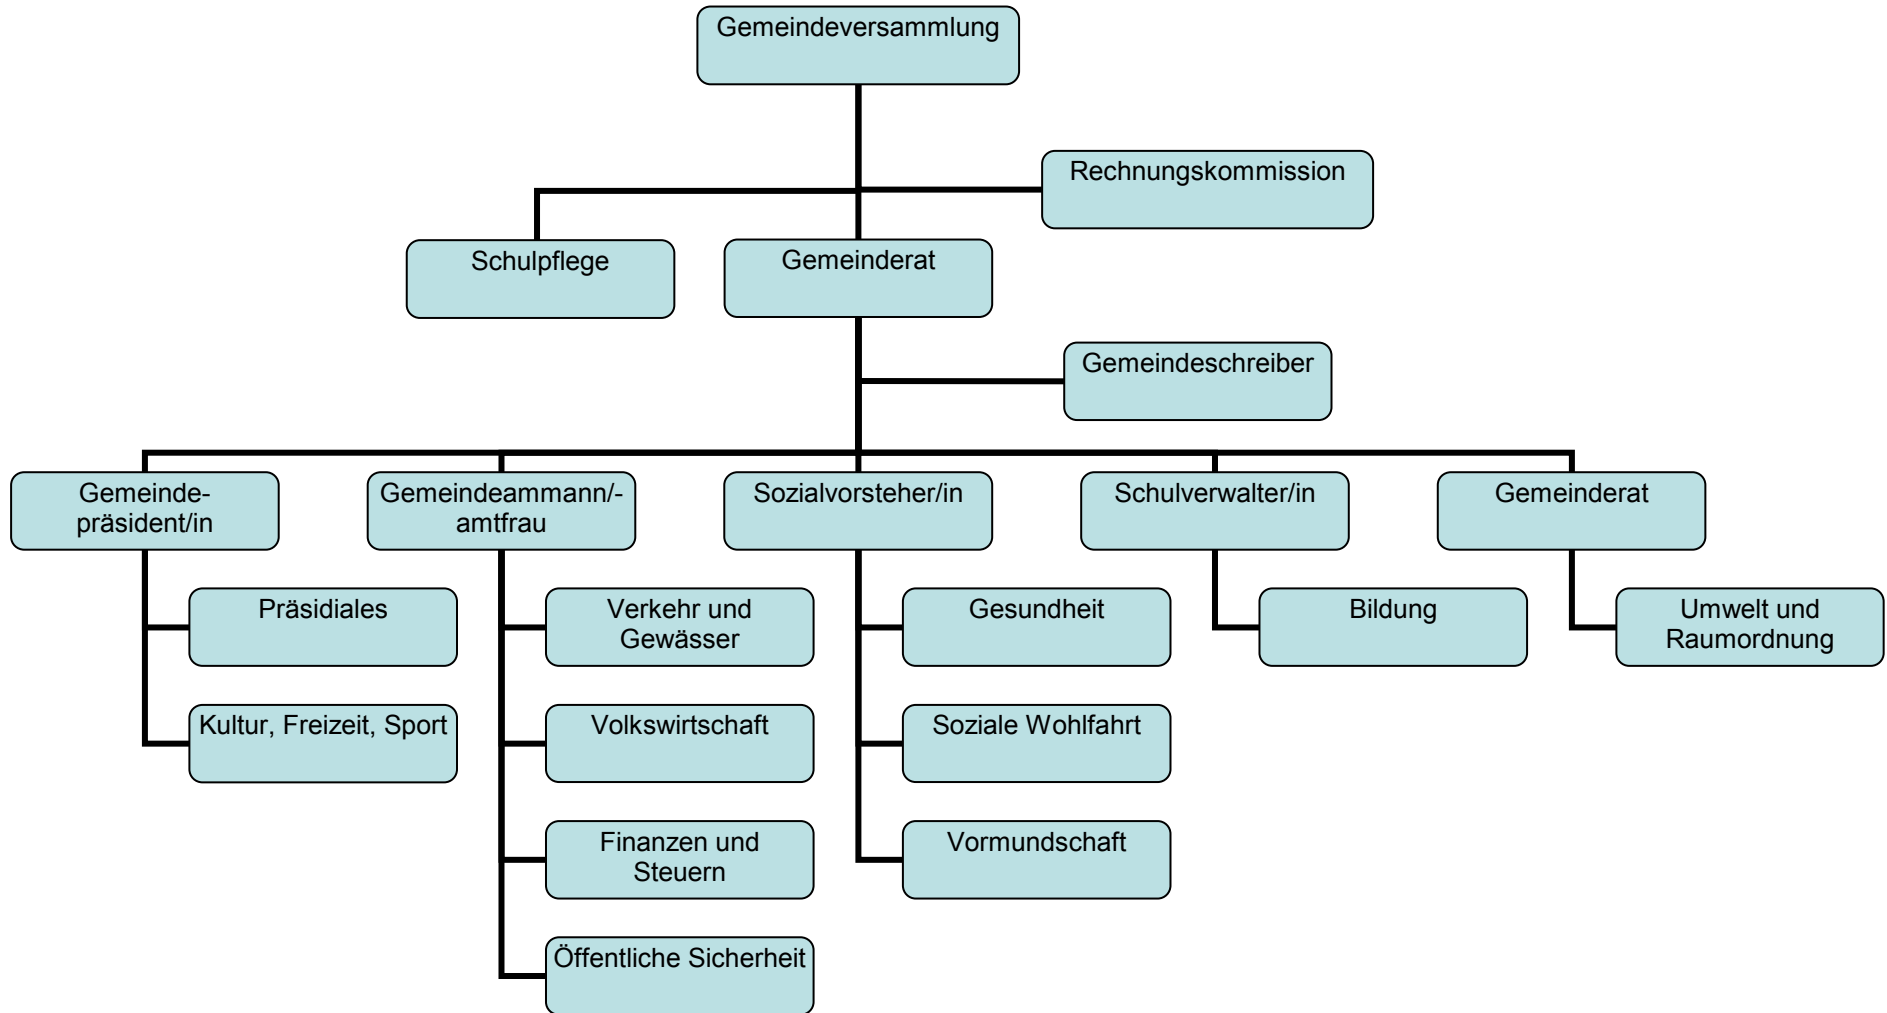 Gemeindeversammlung
Rechnungskommission
Schulpflege
Gemeinderat
Gemeindeschreiber
Gemeinde-
präsident/in
Gemeindeammann/-
amtfrau
Sozialvorsteher/in
Schulverwalter/in
Gemeinderat
Präsidiales
Verkehr und
Gewässer
Gesundheit
Bildung
Umwelt und
Raumordnung
Kultur, Freizeit, Sport
Volkswirtschaft
Soziale Wohlfahrt
Finanzen und
Steuern
Vormundschaft
Öffentliche Sicherheit